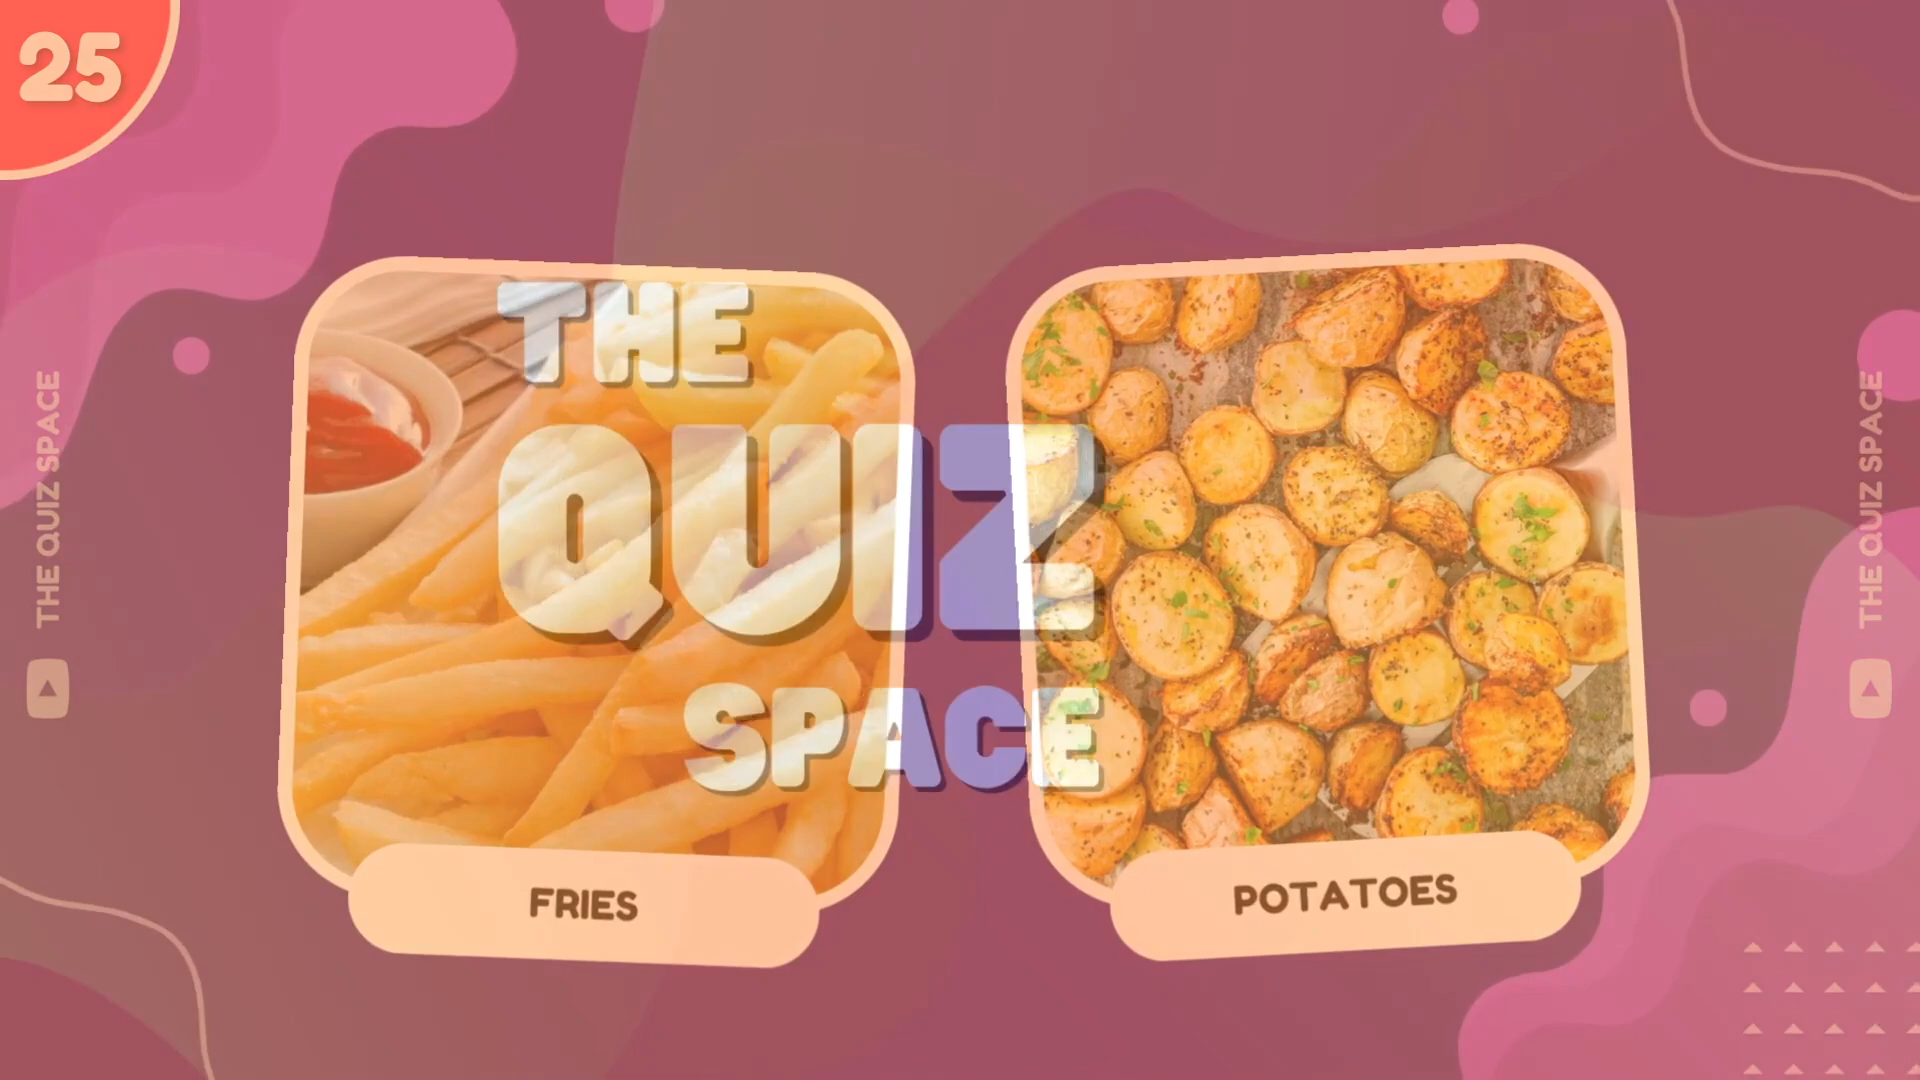 25
THE
QUIZ
SPACE
FRIES
POTATOES
THE QUIZ SPACE
THE QUIZ SPACE